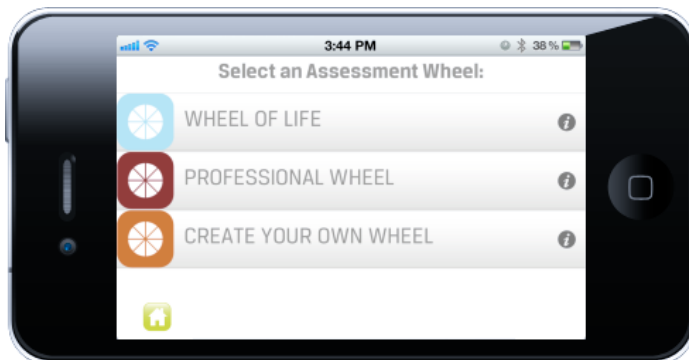 3:44 PM 38%
Select an Assessment Wheel:
WHEEL OF LIFE
PROFESSIONAL WHEEL
CREATE YOUR OWN WHEEL